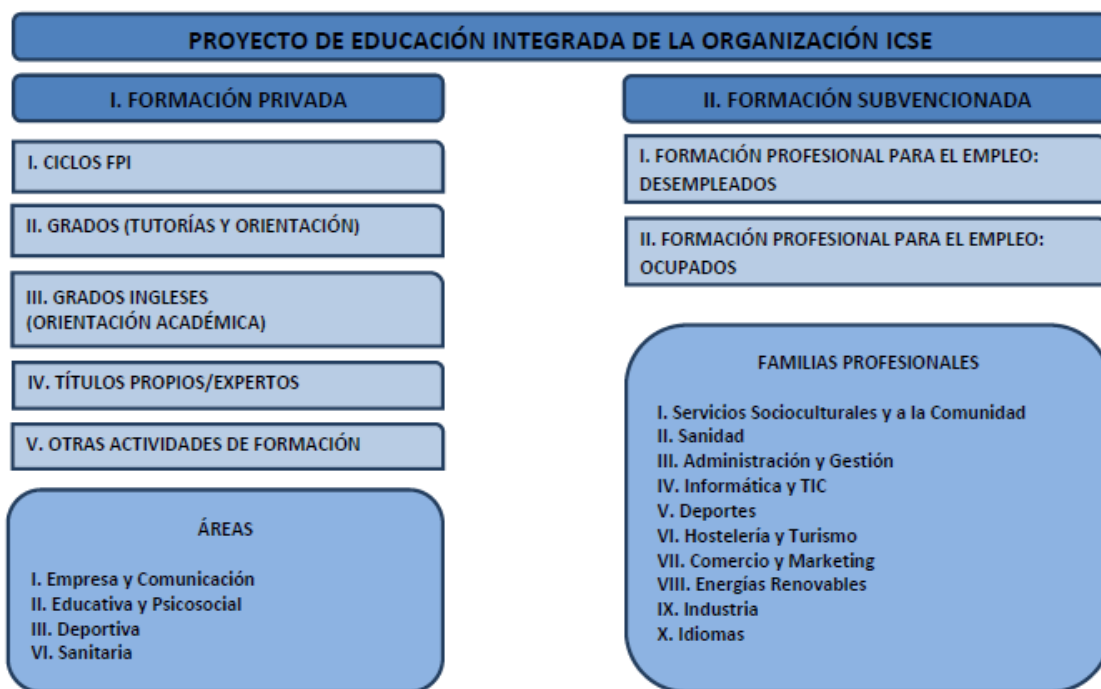 PROYECTO DE EDUCACIÓN INTEGRADA DE LA ORGANIZACIÓN ICSE
I. FORMACIÓN PRIVADA
I. CICLOS FPI
II. GRADOS (TUTORÍAS Y ORIENTACIÓN)
III. GRADOS INGLESES
(ORIENTACIÓN ACADÉMICA)
IV. TÍTULOS PROPIOS/EXPERTOS
V. OTRAS ACTIVIDADES DE FORMACIÓN
ÁREAS
I. Empresa y Comunicación
II. Educativa y Psicosocial
III. Deportiva
VI. Sanitaria
II. FORMACIÓN SUBVENCIONADA
I. FORMACIÓN PROFESIONAL PARA EL EMPLEO:
DESEMPLEADOS
II. FORMACIÓN PROFESIONAL PARA EL EMPLEO:
OCUPADOS
FAMILIAS PROFESIONALES
I. Servicios Socioculturales y a la Comunidad
II. Sanidad
III. Administración y Gestión
IV. Informática y TIC
V. Deportes
VI. Hostelería y Turismo
VII. Comercio y Marketing
VIII. Energías Renovables
IX. Industria
X. Idiomas